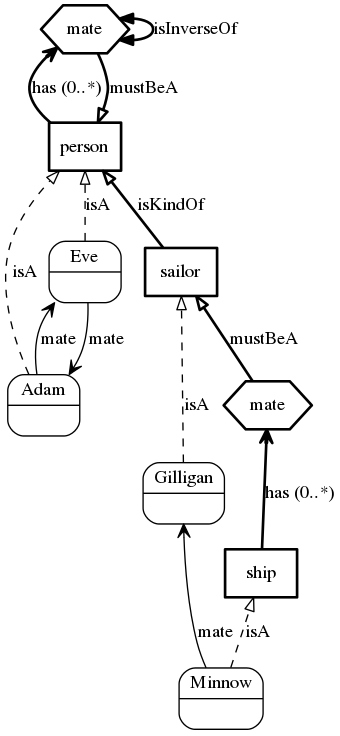 mate
isInverseOf
has (0..*)
mustBeA
person
isA
isKindOf
Eve
sailor
isA
mate
mate
mustBeA
Adam
mate
isA
Gilligan
has (0..*)
ship
mate
isA
Minnow